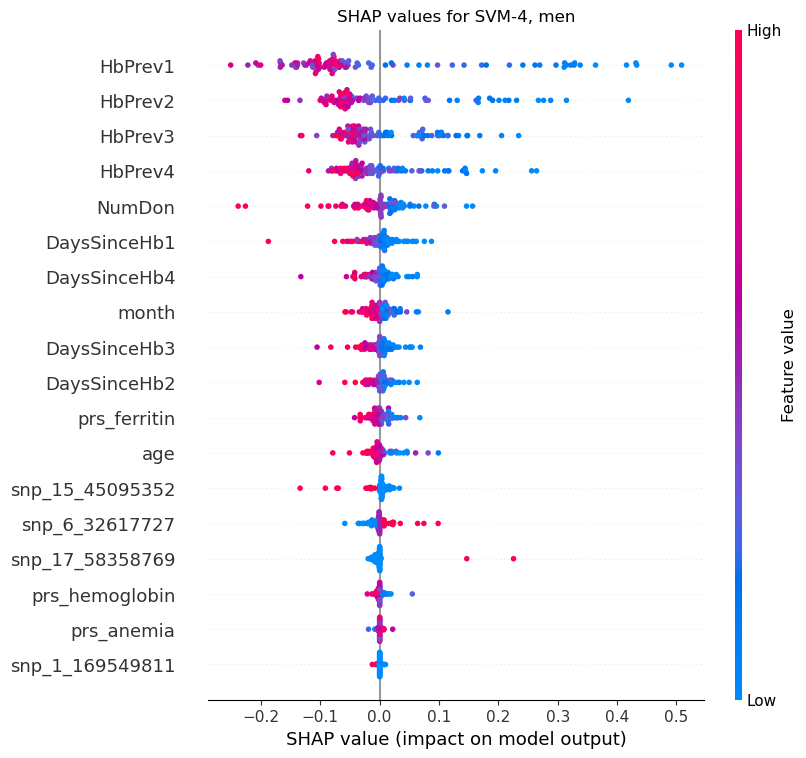 SHAP values for SVM-4, men
High
HbPrev1
HbPrev2
HbPrev3
HbPrev4
NumDon
DaysSinceHb1
DaysSinceHb4
month
DaysSinceHb3
DaysSinceHb2
prs_ferritin
age
snp_15_45095352
snp_6_32617727
snp_17_58358769
prs_hemoglobin
prs_anemia
snp_1_169549811
Feature value
Low
−0.2 −0.1 0.0 0.1 0.2 0.3 0.4 0.5
SHAP value (impact on model output)